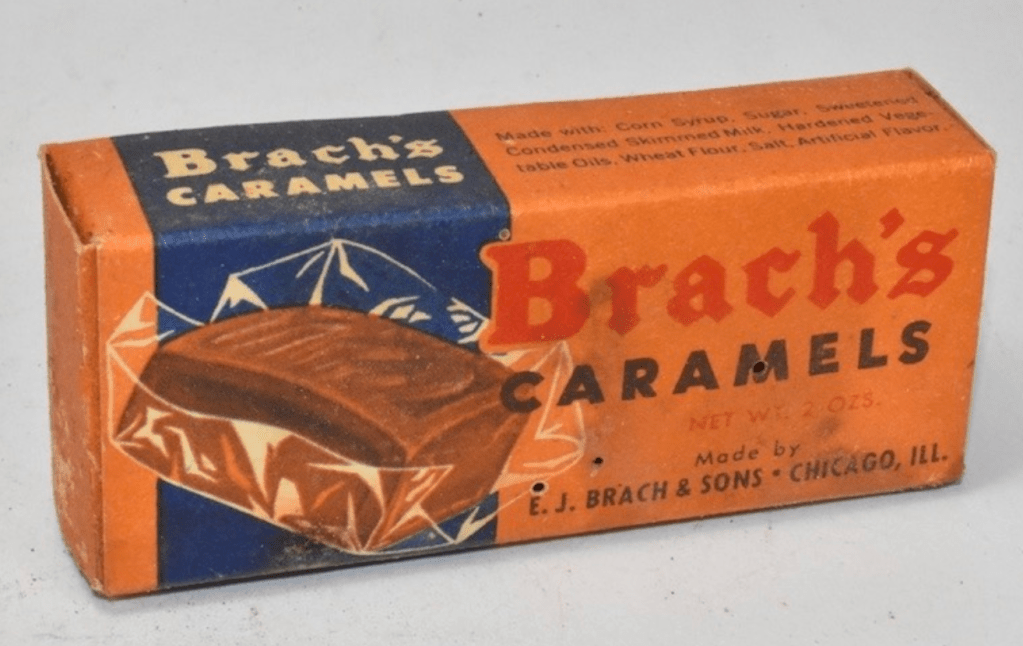 Brach's
CARAMELS
Made with: Corn Syrup, Sugar, Sweetened
Condensed Skimmed Milk, Hardened Vege-
table Oils, Wheat Flour, Salt, Artificial Flavor.
Brach's
CARAMELS
NET WT. 2 OZS.
Made by
E. J. BRACH & SONS • CHICAGO, ILL.